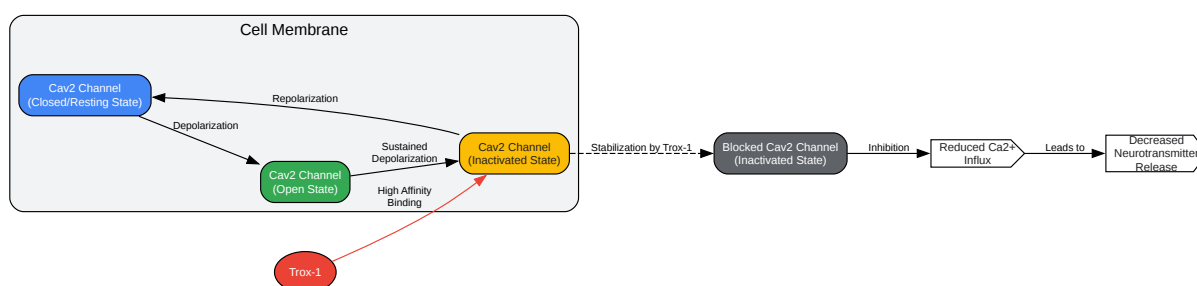 Cell Membrane
Cav2 Channel
(Closed/Resting State)
Repolarization
Depolarization
Sustained
Depolarization
Cav2 Channel
(Inactivated State)
Cav2 Channel
(Open State)
High Affinity
Binding
Trox-1
Stabilization by Trox-1
Blocked Cav2 Channel
(Inactivated State)
Inhibition
Reduced Ca2+
Influx
Leads to
Decreased
Neurotransmitter
Release